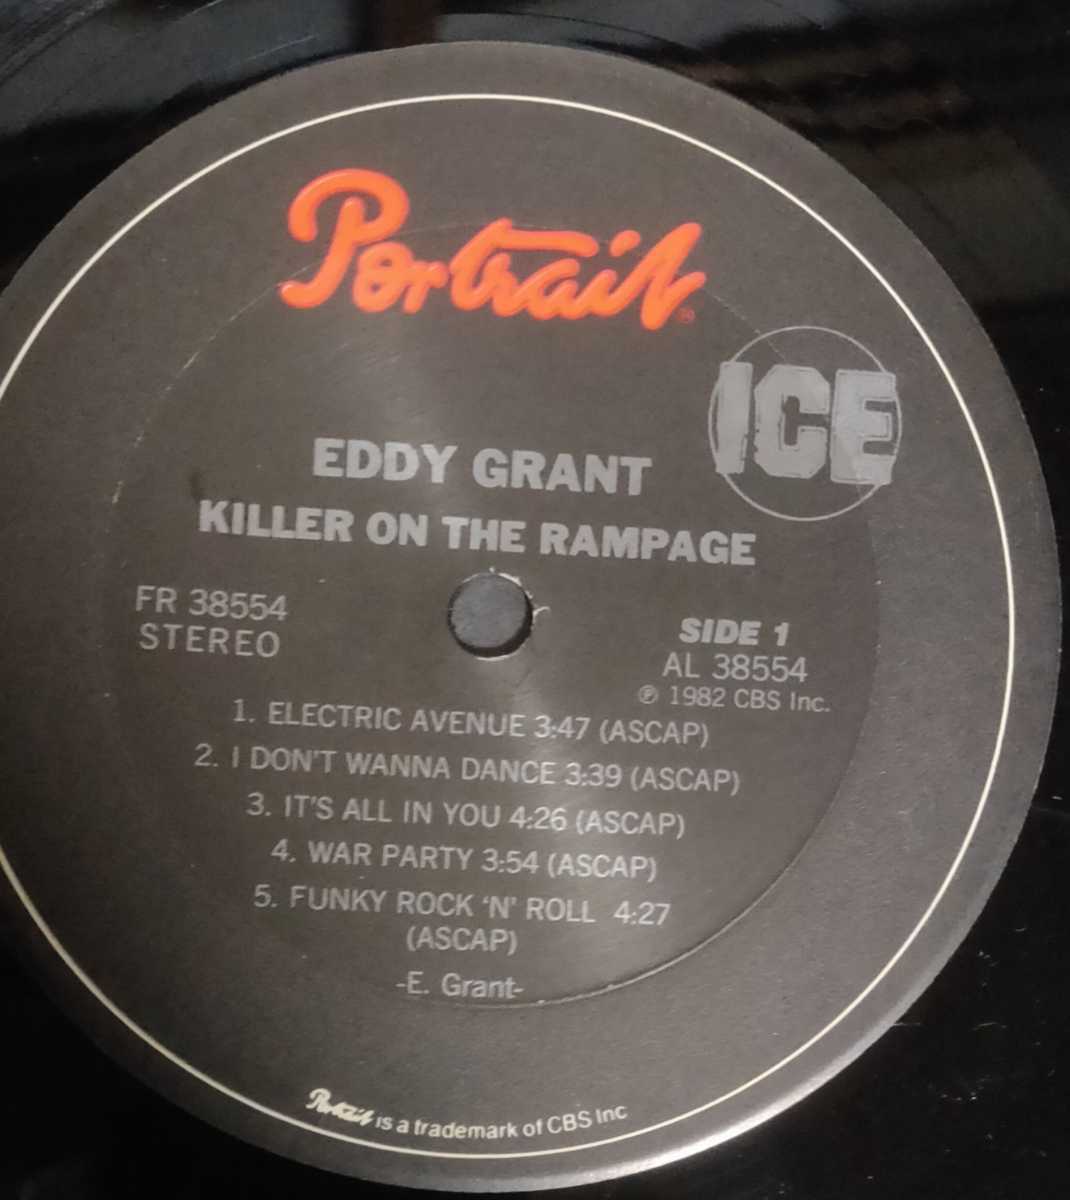 Portrait®
ICE
EDDY GRANT
KILLER ON THE RAMPAGE
FR 38554
STEREO
SIDE 1
AL 38554
℗ 1982 CBS Inc.
1. ELECTRIC AVENUE 3:47 (ASCAP)
2. I DON'T WANNA DANCE 3:39 (ASCAP)
3. IT'S ALL IN YOU 4:26 (ASCAP)
4. WAR PARTY 3:54 (ASCAP)
5. FUNKY ROCK ‘N’ ROLL 4:27
(ASCAP)
-E. Grant-
Portrait is a trademark of CBS Inc